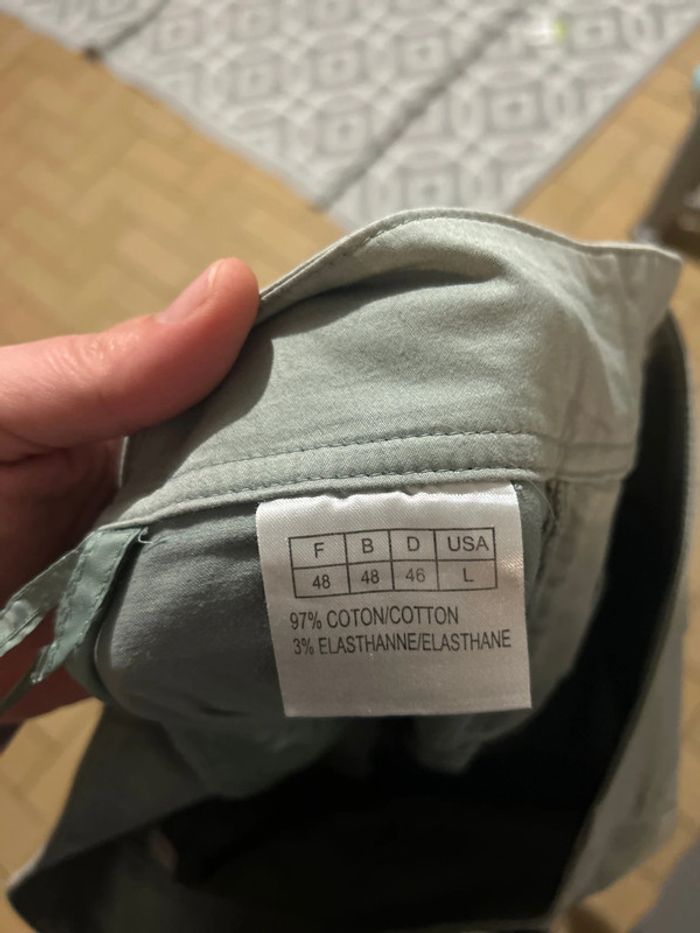 F B D USA
48 48 46 L
97% COTON/COTTON
3% ELASTHANNE/ELASTHANE